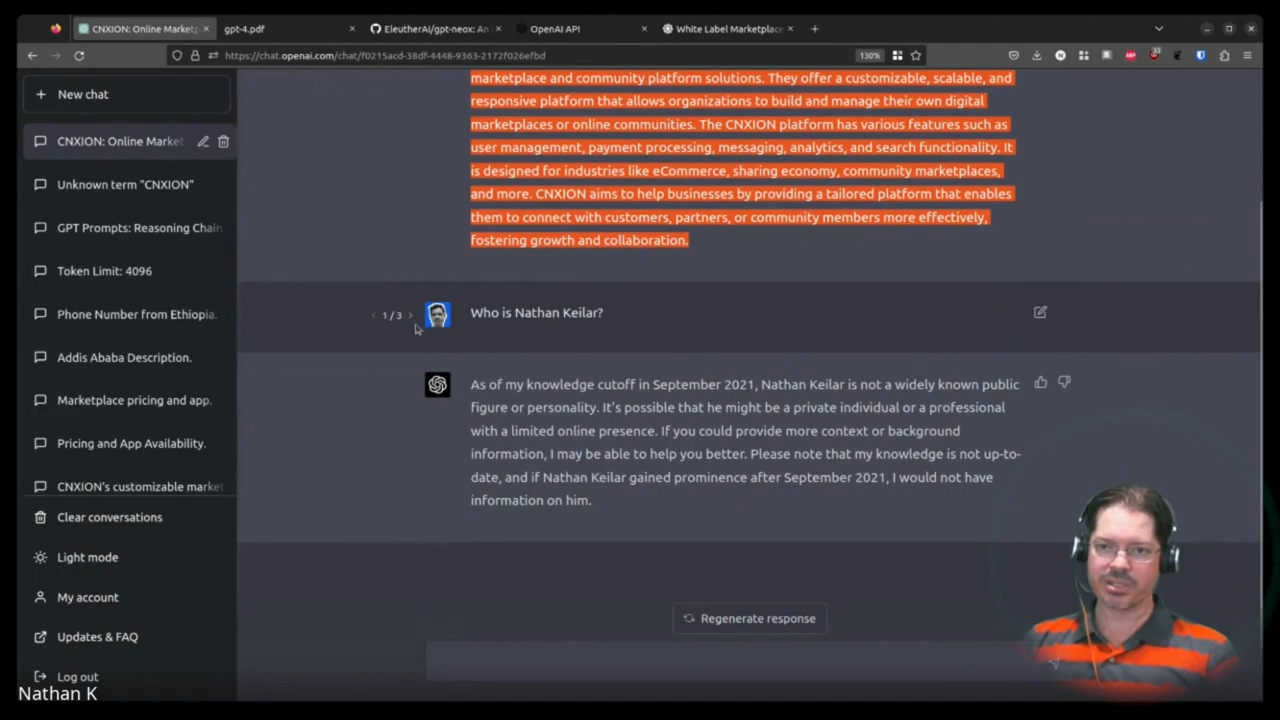 CNXION: Online Marketp
gpt-4.pdf
EleutherAI/gpt-neox: An
OpenAI API
White Label Marketplace
https://chat.openai.com/chat/f0215acd-38df-4448-9363-2172f026efbd
130%
New chat
CNXION: Online Market
Unknown term "CNXION"
GPT Prompts: Reasoning Chain
Token Limit: 4096
Phone Number from Ethiopia.
Addis Ababa Description.
Marketplace pricing and app.
Pricing and App Availability.
CNXION's customizable market
Clear conversations
Light mode
My account
Updates & FAQ
Log out
marketplace and community platform solutions. They offer a customizable, scalable, and
responsive platform that allows organizations to build and manage their own digital
marketplaces or online communities. The CNXION platform has various features such as
user management, payment processing, messaging, analytics, and search functionality. It
is designed for industries like eCommerce, sharing economy, community marketplaces,
and more. CNXION aims to help businesses by providing a tailored platform that enables
them to connect with customers, partners, or community members more effectively,
fostering growth and collaboration.
1 / 3
Who is Nathan Keilar?
As of my knowledge cutoff in September 2021, Nathan Keilar is not a widely known public
figure or personality. It's possible that he might be a private individual or a professional
with a limited online presence. If you could provide more context or background
information, I may be able to help you better. Please note that my knowledge is not up-to-
date, and if Nathan Keilar gained prominence after September 2021, I would not have
information on him.
Regenerate response
Nathan K